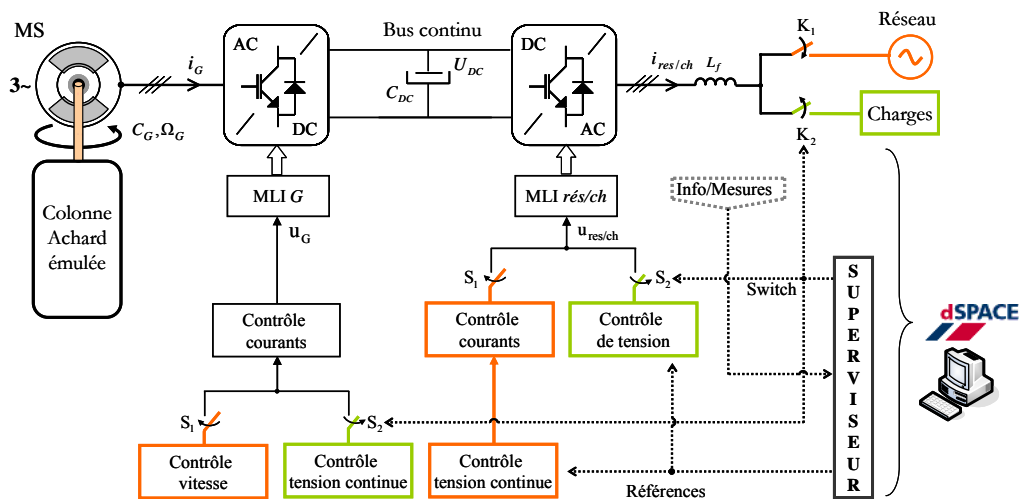 MS
3~
i_G
C_G, Ω_G
Colonne
Achard
émulée
AC
DC
Bus continu
U_DC
C_DC
DC
AC
i_res/ch
L_f
K_1
Réseau
Charges
K_2
MLI G
u_G
MLI rés/ch
u_res/ch
Info/Mesures
S_1
S_2
Switch
Contrôle
courants
Contrôle
courants
Contrôle
de tension
S_1
S_2
Contrôle
vitesse
Contrôle
tension continue
Contrôle
tension continue
Références
SUPERVISEUR
dSPACE